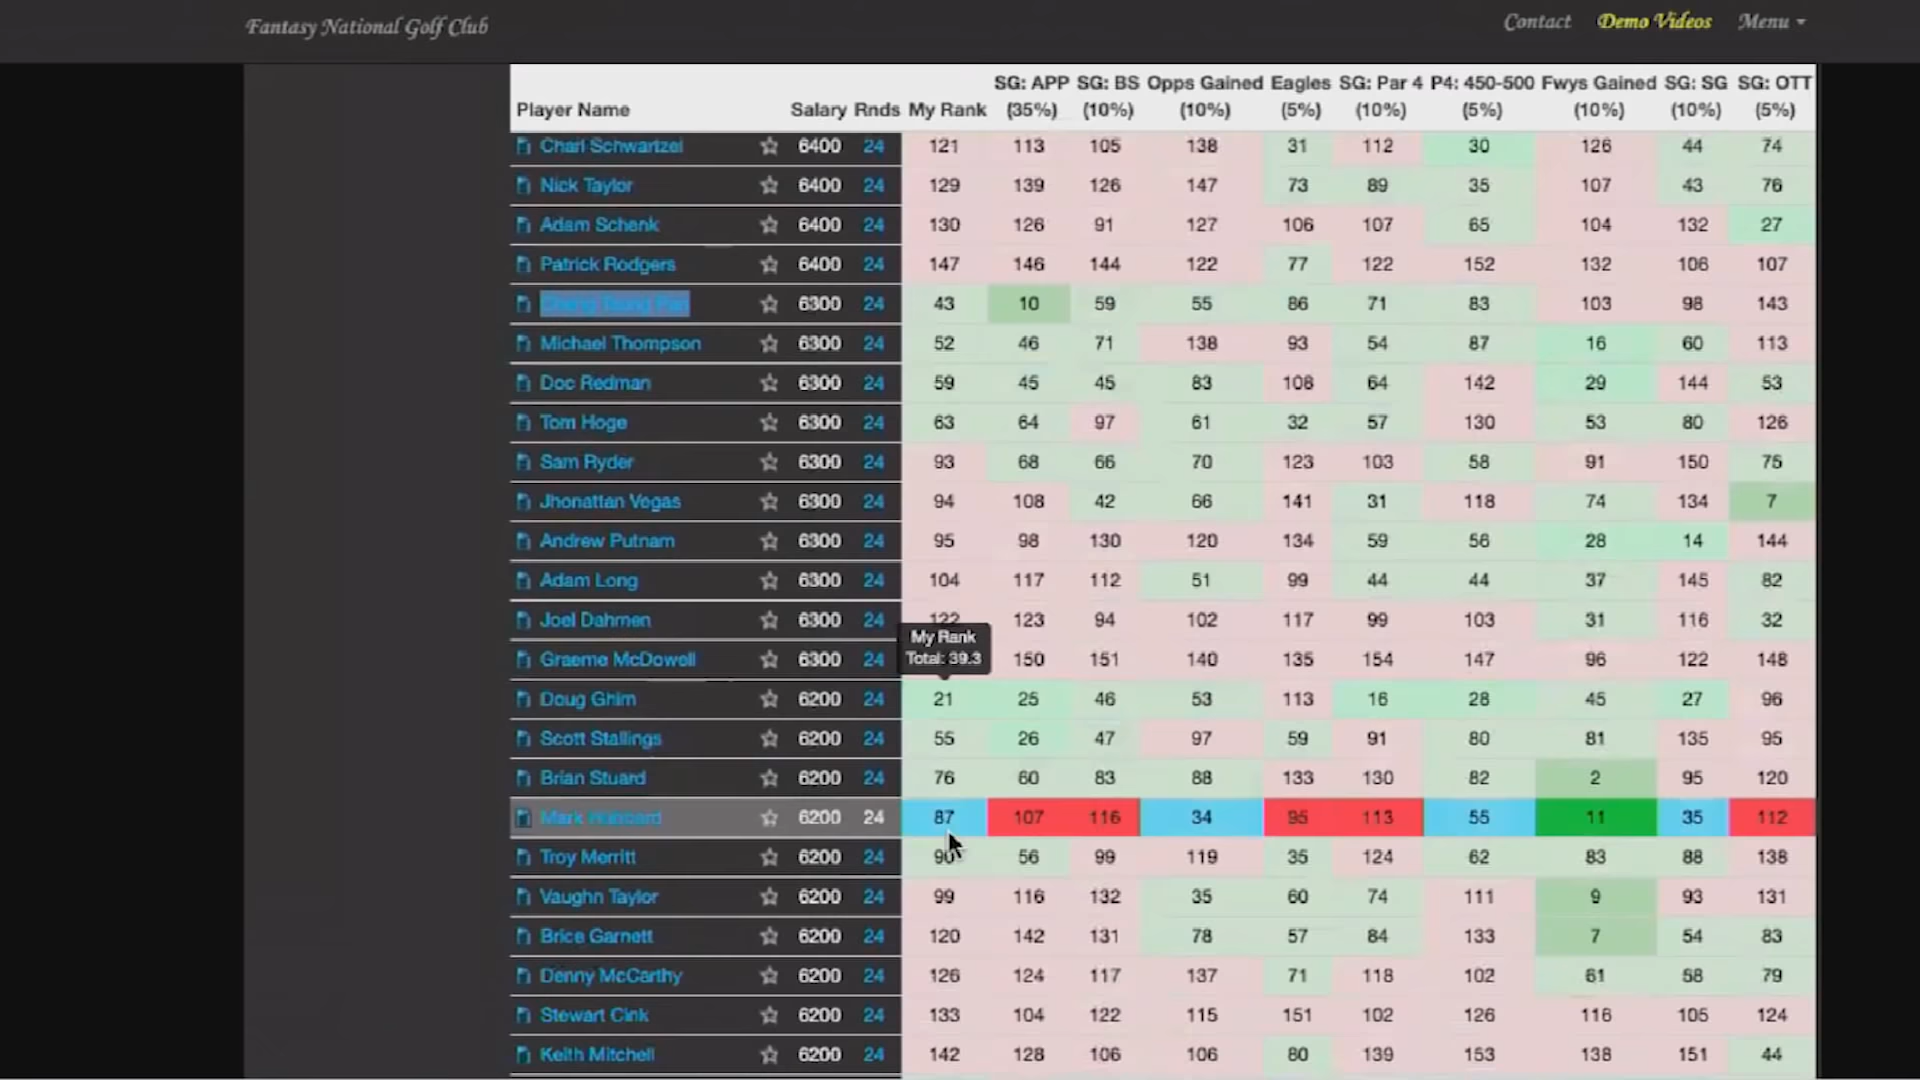 Fantasy National Golf Club
Contact Demo Videos Menu
Player Name Salary Rnds My Rank SG: APP (35%) SG: BS (10%) Opps Gained (10%) Eagles (5%) SG: Par 4 (10%) P4: 450-500 (5%) Fwys Gained (10%) SG: SG (10%) SG: OTT (5%)
Charl Schwartzel 6400 24 121 113 105 138 31 112 30 126 44 74
Nick Taylor 6400 24 129 139 126 147 73 89 35 107 43 76
Adam Schenk 6400 24 130 126 91 127 106 107 65 104 132 27
Patrick Rodgers 6400 24 147 146 144 122 77 122 152 132 106 107
Cheng Tsung Pan 6300 24 43 10 59 55 86 71 83 103 98 143
Michael Thompson 6300 24 52 46 71 138 93 54 87 16 60 113
Doc Redman 6300 24 59 45 45 83 108 64 142 29 144 53
Tom Hoge 6300 24 63 64 97 61 32 57 130 53 80 126
Sam Ryder 6300 24 93 68 66 70 123 103 58 91 150 75
Jhonattan Vegas 6300 24 94 108 42 66 141 31 118 74 134 7
Andrew Putnam 6300 24 95 98 130 120 134 59 56 28 14 144
Adam Long 6300 24 104 117 112 51 99 44 44 37 145 82
Joel Dahmen 6300 24 122 123 94 102 117 99 103 31 116 32
My Rank
Total: 39.3
Graeme McDowell 6300 24 150 151 140 135 154 147 96 122 148
Doug Ghim 6200 24 21 25 46 53 113 16 28 45 27 96
Scott Stallings 6200 24 55 26 47 97 59 91 80 81 135 95
Brian Stuard 6200 24 76 60 83 88 133 130 82 2 95 120
Mark Hubbard 6200 24 87 107 116 34 95 113 55 11 35 112
Troy Merritt 6200 24 90 56 99 119 35 124 62 83 88 138
Vaughn Taylor 6200 24 99 116 132 35 60 74 111 9 93 131
Brice Garnett 6200 24 120 142 131 78 57 84 133 7 54 83
Denny McCarthy 6200 24 126 124 117 137 71 118 102 61 58 79
Stewart Cink 6200 24 133 104 122 115 151 102 126 116 105 124
Keith Mitchell 6200 24 142 128 106 106 80 139 153 138 151 44